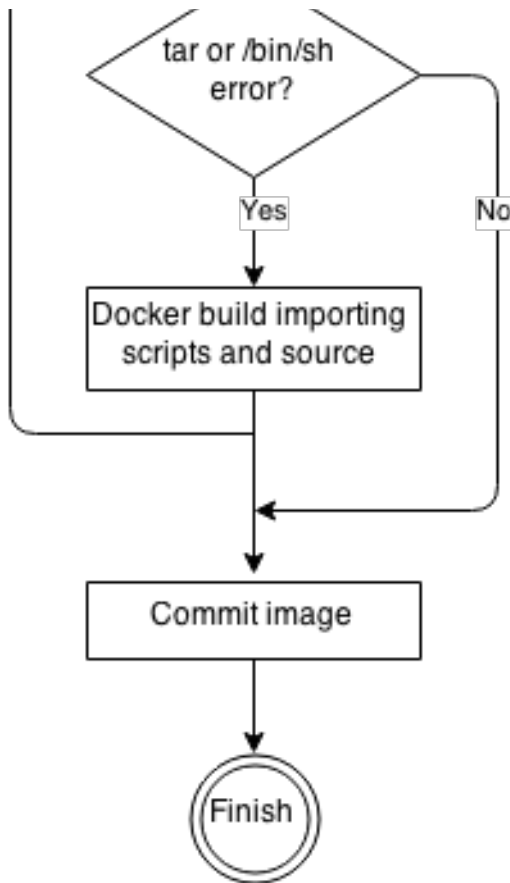 tar or /bin/sh
error?
Yes
No
Docker build importing
scripts and source
Commit image
Finish